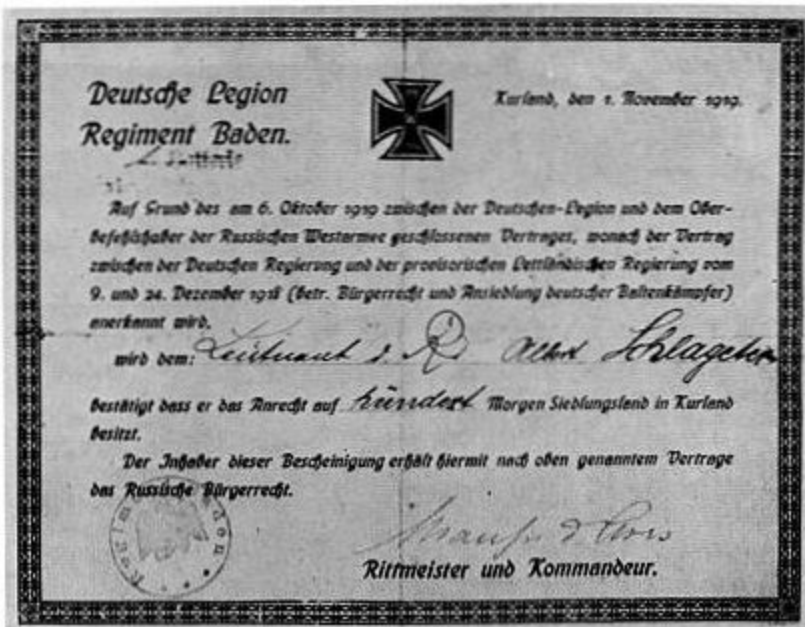 Deutsche Legion
Regiment Baden.
Kurland, den 1. November 1919.
Auf Grund des am 6. Oktober 1919 zwischen der Deutschen-Legion und dem Ober-
befehlshaber der Russischen Westarmee geschlossenen Vertrages, wonach der Vertrag
zwischen der Deutschen Regierung und der provisorischen Lettländischen Regierung vom
9. und 24. Dezember 1918 (betr. Bürgerrecht und Ansiedlung deutscher Baltenkämpfer)
anerkannt wird,
wird dem: Leutnant d. R. Albert Schlageter
bestätigt dass er das Anrecht auf hundert Morgen Siedlungsland in Kurland
besitzt.
Der Inhaber dieser Bescheinigung erhält hiermit nach oben genanntem Vertrage
das Russische Bürgerrecht.
Rittmeister und Kommandeur.